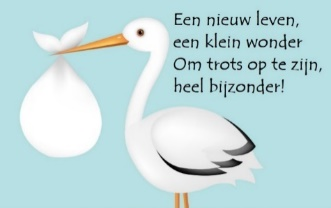 Een nieuw leven,
een klein wonder
Om trots op te zijn,
heel bijzonder!